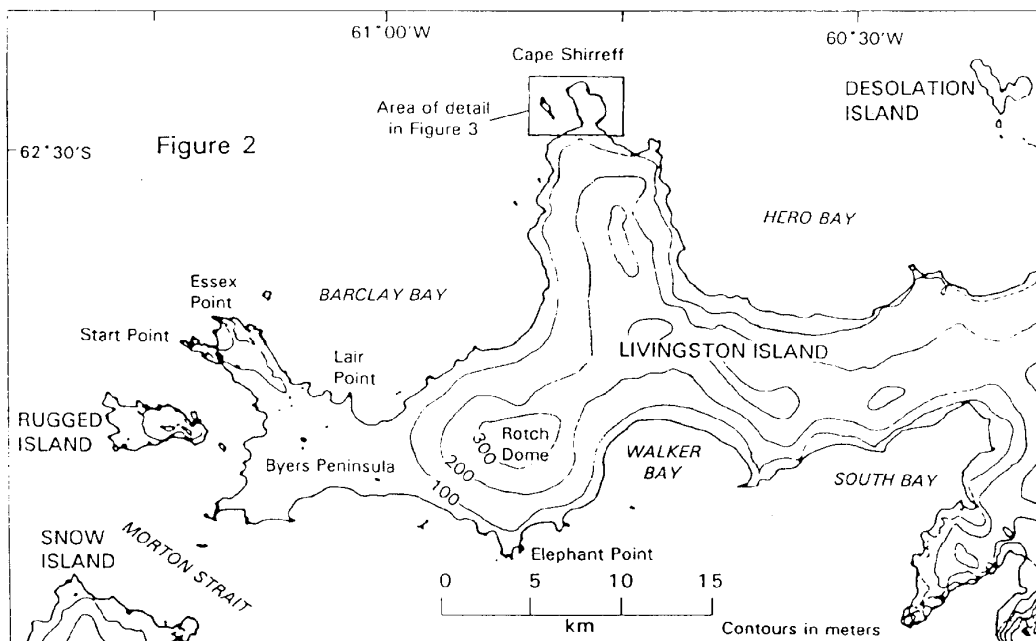 61°00'W
60°30'W
Cape Shirreff
DESOLATION
ISLAND
Area of detail
in Figure 3
Figure 2
62°30'S
HERO BAY
Essex
Point
BARCLAY BAY
Start Point
Lair
Point
LIVINGSTON ISLAND
RUGGED
ISLAND
Rotch
Dome
300
200
100
WALKER
BAY
Byers Peninsula
SOUTH BAY
SNOW
ISLAND
MORTON STRAIT
Elephant Point
0 5 10 15
km
Contours in meters